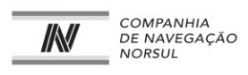 COMPANHIA
DE NAVEGAÇÃO
NORSUL